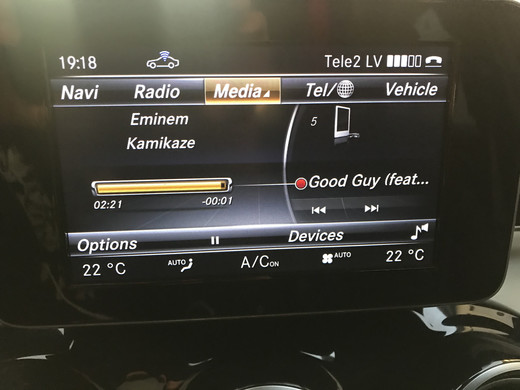 19:18 Tele2 LV
Navi Radio Media Tel/ Vehicle
Eminem
5
Kamikaze
Good Guy (feat...
02:21 -00:01
Options Devices
22 °C AUTO A/C ON AUTO 22 °C